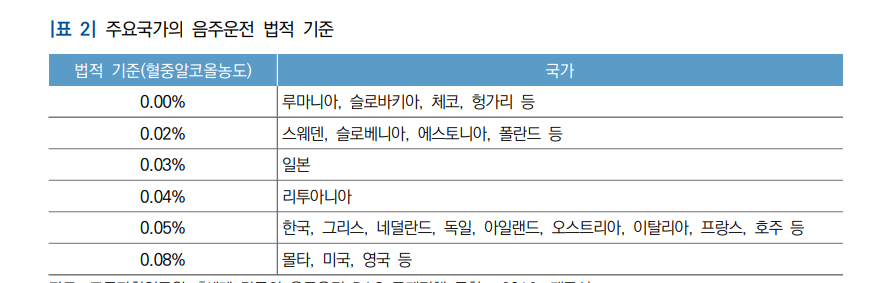 |표 2| 주요국가의 음주운전 법적 기준
법적 기준(혈중알코올농도) 국가
0.00% 루마니아, 슬로바키아, 체코, 헝가리 등
0.02% 스웨덴, 슬로베니아, 에스토니아, 폴란드 등
0.03% 일본
0.04% 리투아니아
0.05% 한국, 그리스, 네덜란드, 독일, 아일랜드, 오스트리아, 이탈리아, 프랑스, 호주 등
0.08% 몰타, 미국, 영국 등